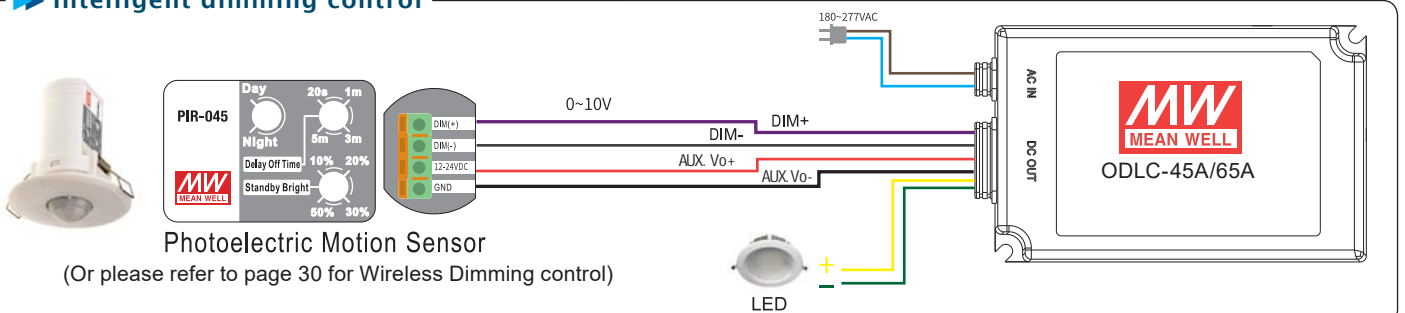 Intelligent dimming control
180~277VAC
PIR-045
Day
Night
20s 1m
5m 3m
Delay Off Time
10% 20%
Standby Bright
50% 30%
MW
MEAN WELL
DIM(+)
DIM(-)
12-24VDC
GND
0~10V
DIM+
DIM-
AUX. Vo+
AUX. Vo-
AC IN
DC OUT
MW
MEAN WELL
ODLC-45A/65A
Photoelectric Motion Sensor
(Or please refer to page 30 for Wireless Dimming control)
+
−
LED